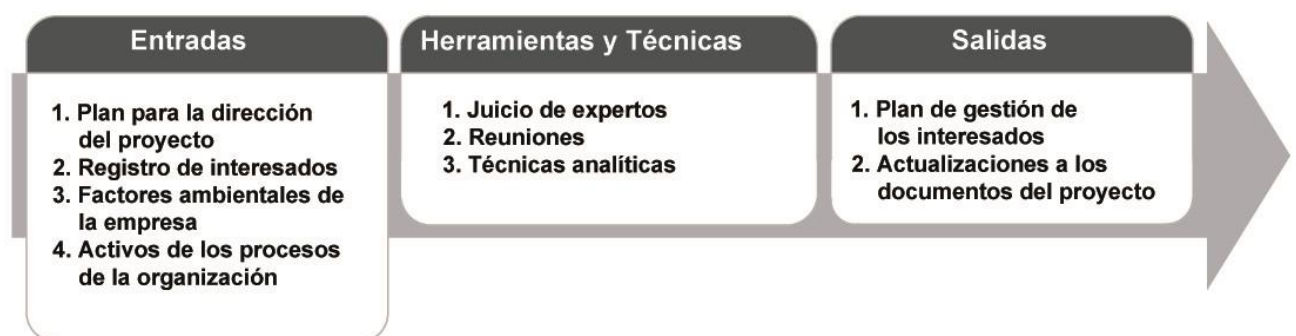 Entradas
1. Plan para la dirección
del proyecto
2. Registro de interesados
3. Factores ambientales de
la empresa
4. Activos de los procesos
de la organización
Herramientas y Técnicas
1. Juicio de expertos
2. Reuniones
3. Técnicas analíticas
Salidas
1. Plan de gestión de
los interesados
2. Actualizaciones a los
documentos del proyecto